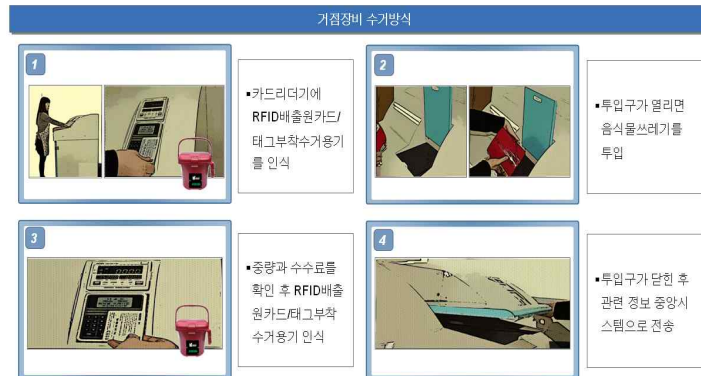 거점장비 수거방식
1
▪카드리더기에
RFID배출원카드/
태그부착수거용기
를 인식
2
▪투입구가 열리면
음식물쓰레기를
투입
3
▪중량과 수수료를
확인 후 RFID배출
원카드/태그부착
수거용기 인식
4
▪투입구가 닫힌 후
관련 정보 중앙시
스템으로 전송